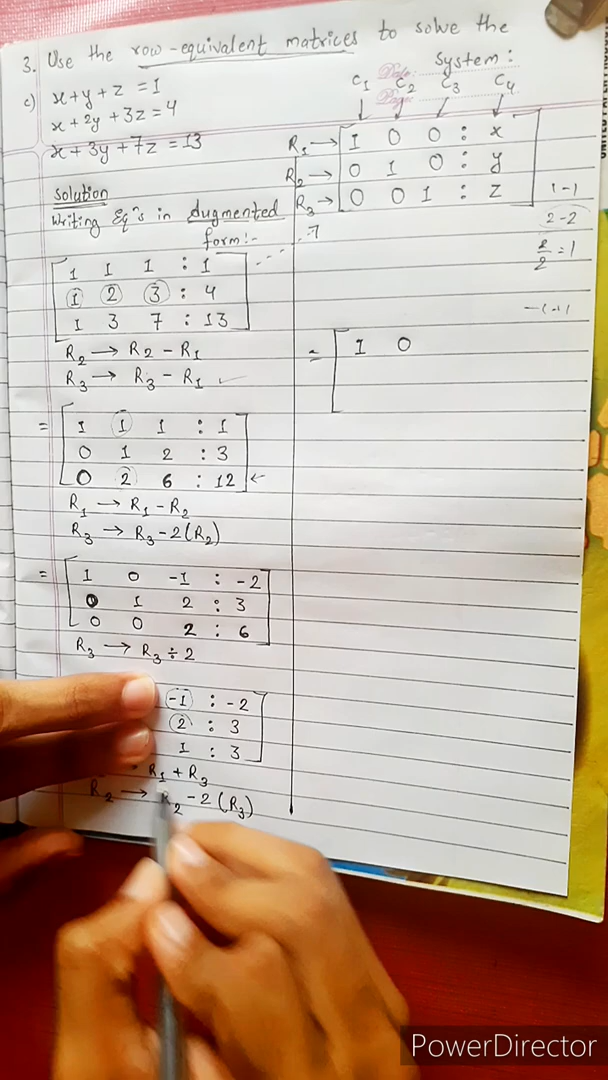 3. Use the row-equivalent matrices to solve the
System:
c) x+y+z =1
x+2y+3z=4
x+3y+7z=13
Solution
Writing Eq's in Augmented
form:-
1 1 1 : 1
1 2 3 : 4
1 3 7 : 13
R2 → R2 - R1
R3 → R3 - R1
= 1 1 1 : 1
0 1 2 : 3
0 2 6 : 12 ←
R1 → R1 - R2
R3 → R3 - 2(R2)
= 1 0 -1 : -2
0 1 2 : 3
0 0 2 : 6
R3 → R3 ÷ 2
-1 : -2
2 : 3
1 : 3
R1 + R3
R2 → R2 - 2(R3)
C1 C2 C3 C4
R1 → 1 0 0 : x
R2 → 0 1 0 : y
R3 → 0 0 1 : z
1-1
2-2
2/2 = 1
= 1 0
PowerDirector